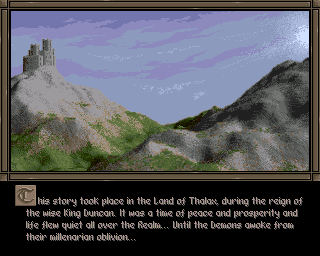 This story took place in the Land of Thalax, during the reign of
the wise King Duncan. It was a time of peace and prosperity and
life flew quiet all over the Realm... Until the Demons awoke from
their millenarian oblivion...